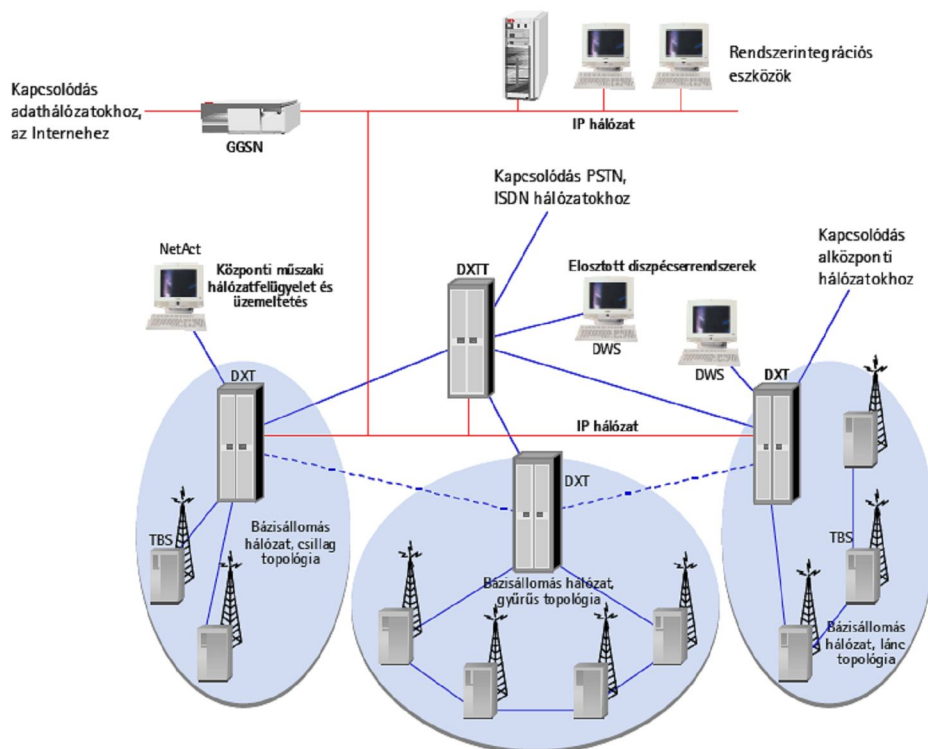 Rendszerintegrációs
eszközök
Kapcsolódás
adathálózatokhoz,
az Internehez
GGSN
IP hálózat
Kapcsolódás PSTN,
ISDN hálózatokhoz
NetAct
Központi műszaki
hálózatfelügyelet és
üzemeltetés
DXTT
Elosztott diszpécserrendszerek
DWS
DWS
Kapcsolódás
alközponti
hálózatokhoz
DXT
DXT
IP hálózat
DXT
TBS
Bázisállomás
hálózat, csillag
topológia
Bázisállomás hálózat,
gyűrűs topológia
TBS
Bázisállomás
hálózat, lánc
topológia